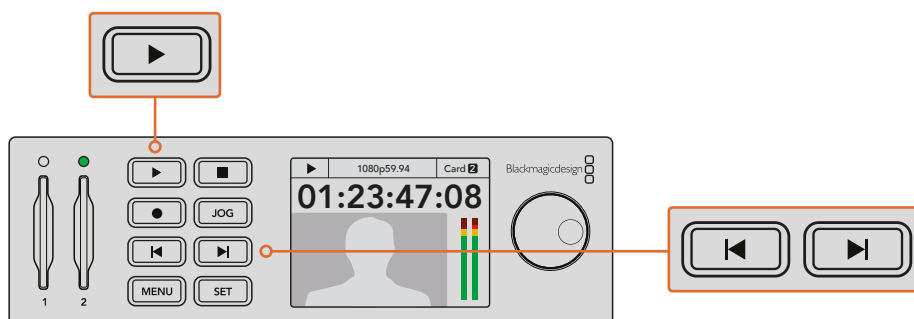 1080p59.94 Card 2
Blackmagicdesign
01:23:47:08
JOG
MENU SET
1 2